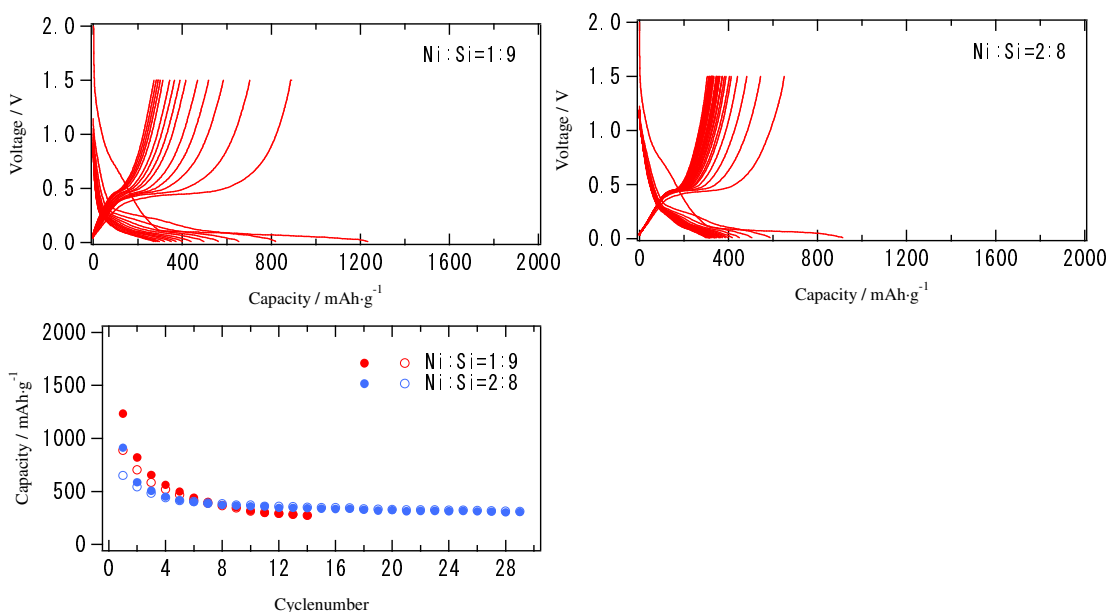 2.0
1.5
1.0
0.5
0.0
Voltage / V
Ni:Si=1:9
0 400 800 1200 1600 2000
Capacity / mAh·g-1
2.0
1.5
1.0
0.5
0.0
Voltage / V
Ni:Si=2:8
0 400 800 1200 1600 2000
Capacity / mAh·g-1
2000
1500
1000
500
0
Capacity / mAh·g-1
Ni:Si=1:9
Ni:Si=2:8
0 4 8 12 16 20 24 28
Cyclenumber